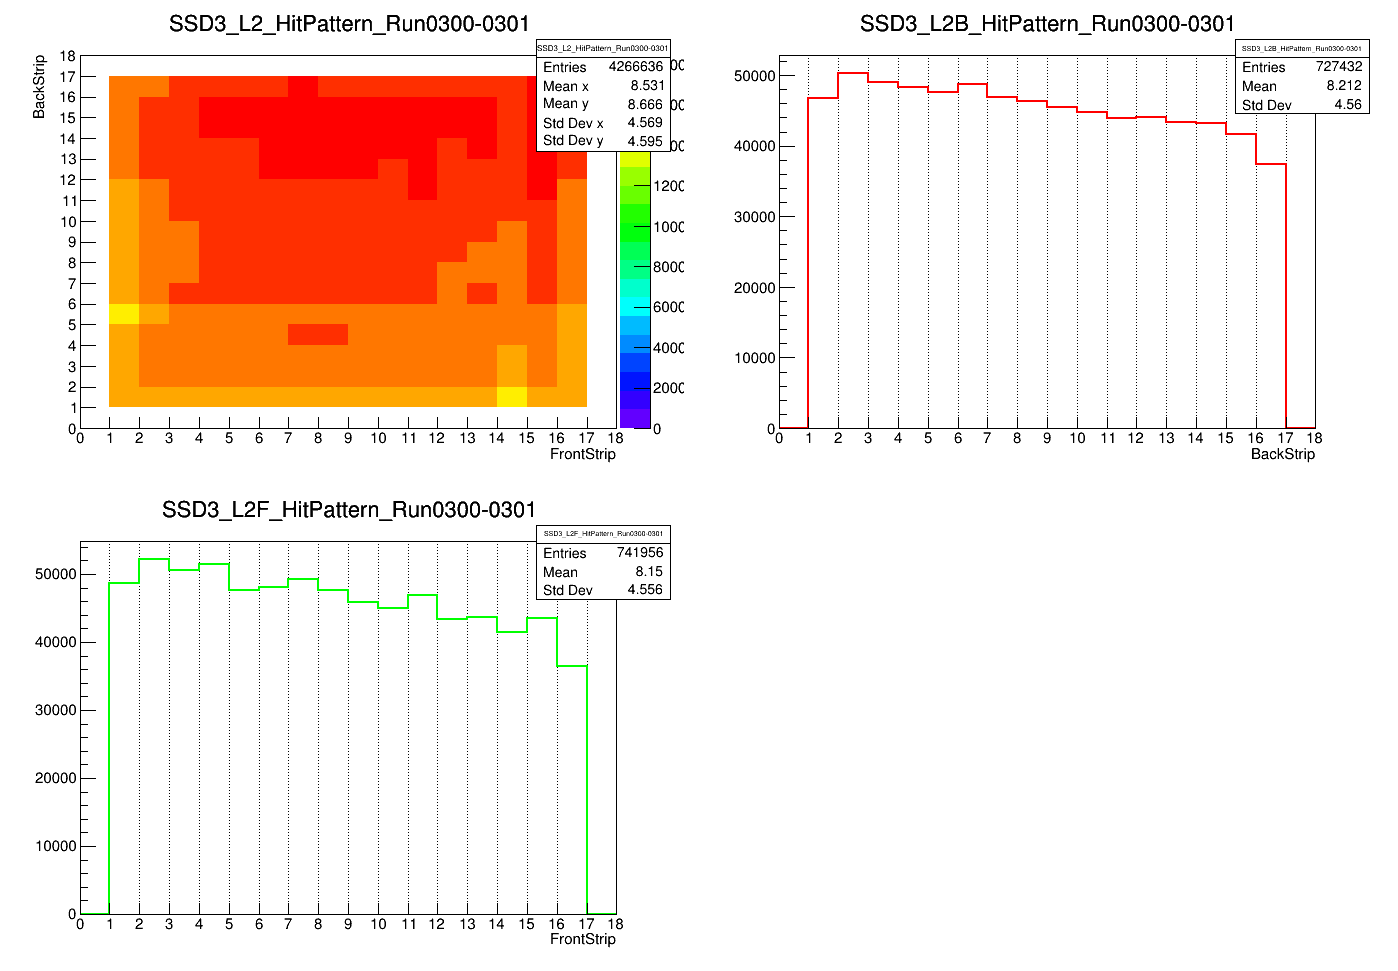 SSD3_L2_HitPattern_Run0300-0301
BackStrip
18
17
16
15
14
13
12
11
10
9
8
7
6
5
4
3
2
1
0
0 1 2 3 4 5 6 7 8 9 10 11 12 13 14 15 16 17 18
FrontStrip
SSD3_L2_HitPattern_Run0300-0301
Entries 4266636
Mean x 8.531
Mean y 8.666
Std Dev x 4.569
Std Dev y 4.595
1200
1000
8000
6000
4000
2000
0
SSD3_L2B_HitPattern_Run0300-0301
SSD3_L2B_HitPattern_Run0300-0301
Entries 727432
Mean 8.212
Std Dev 4.56
50000
40000
30000
20000
10000
0
0 1 2 3 4 5 6 7 8 9 10 11 12 13 14 15 16 17 18
BackStrip
SSD3_L2F_HitPattern_Run0300-0301
SSD3_L2F_HitPattern_Run0300-0301
Entries 741956
Mean 8.15
Std Dev 4.556
50000
40000
30000
20000
10000
0
0 1 2 3 4 5 6 7 8 9 10 11 12 13 14 15 16 17 18
FrontStrip